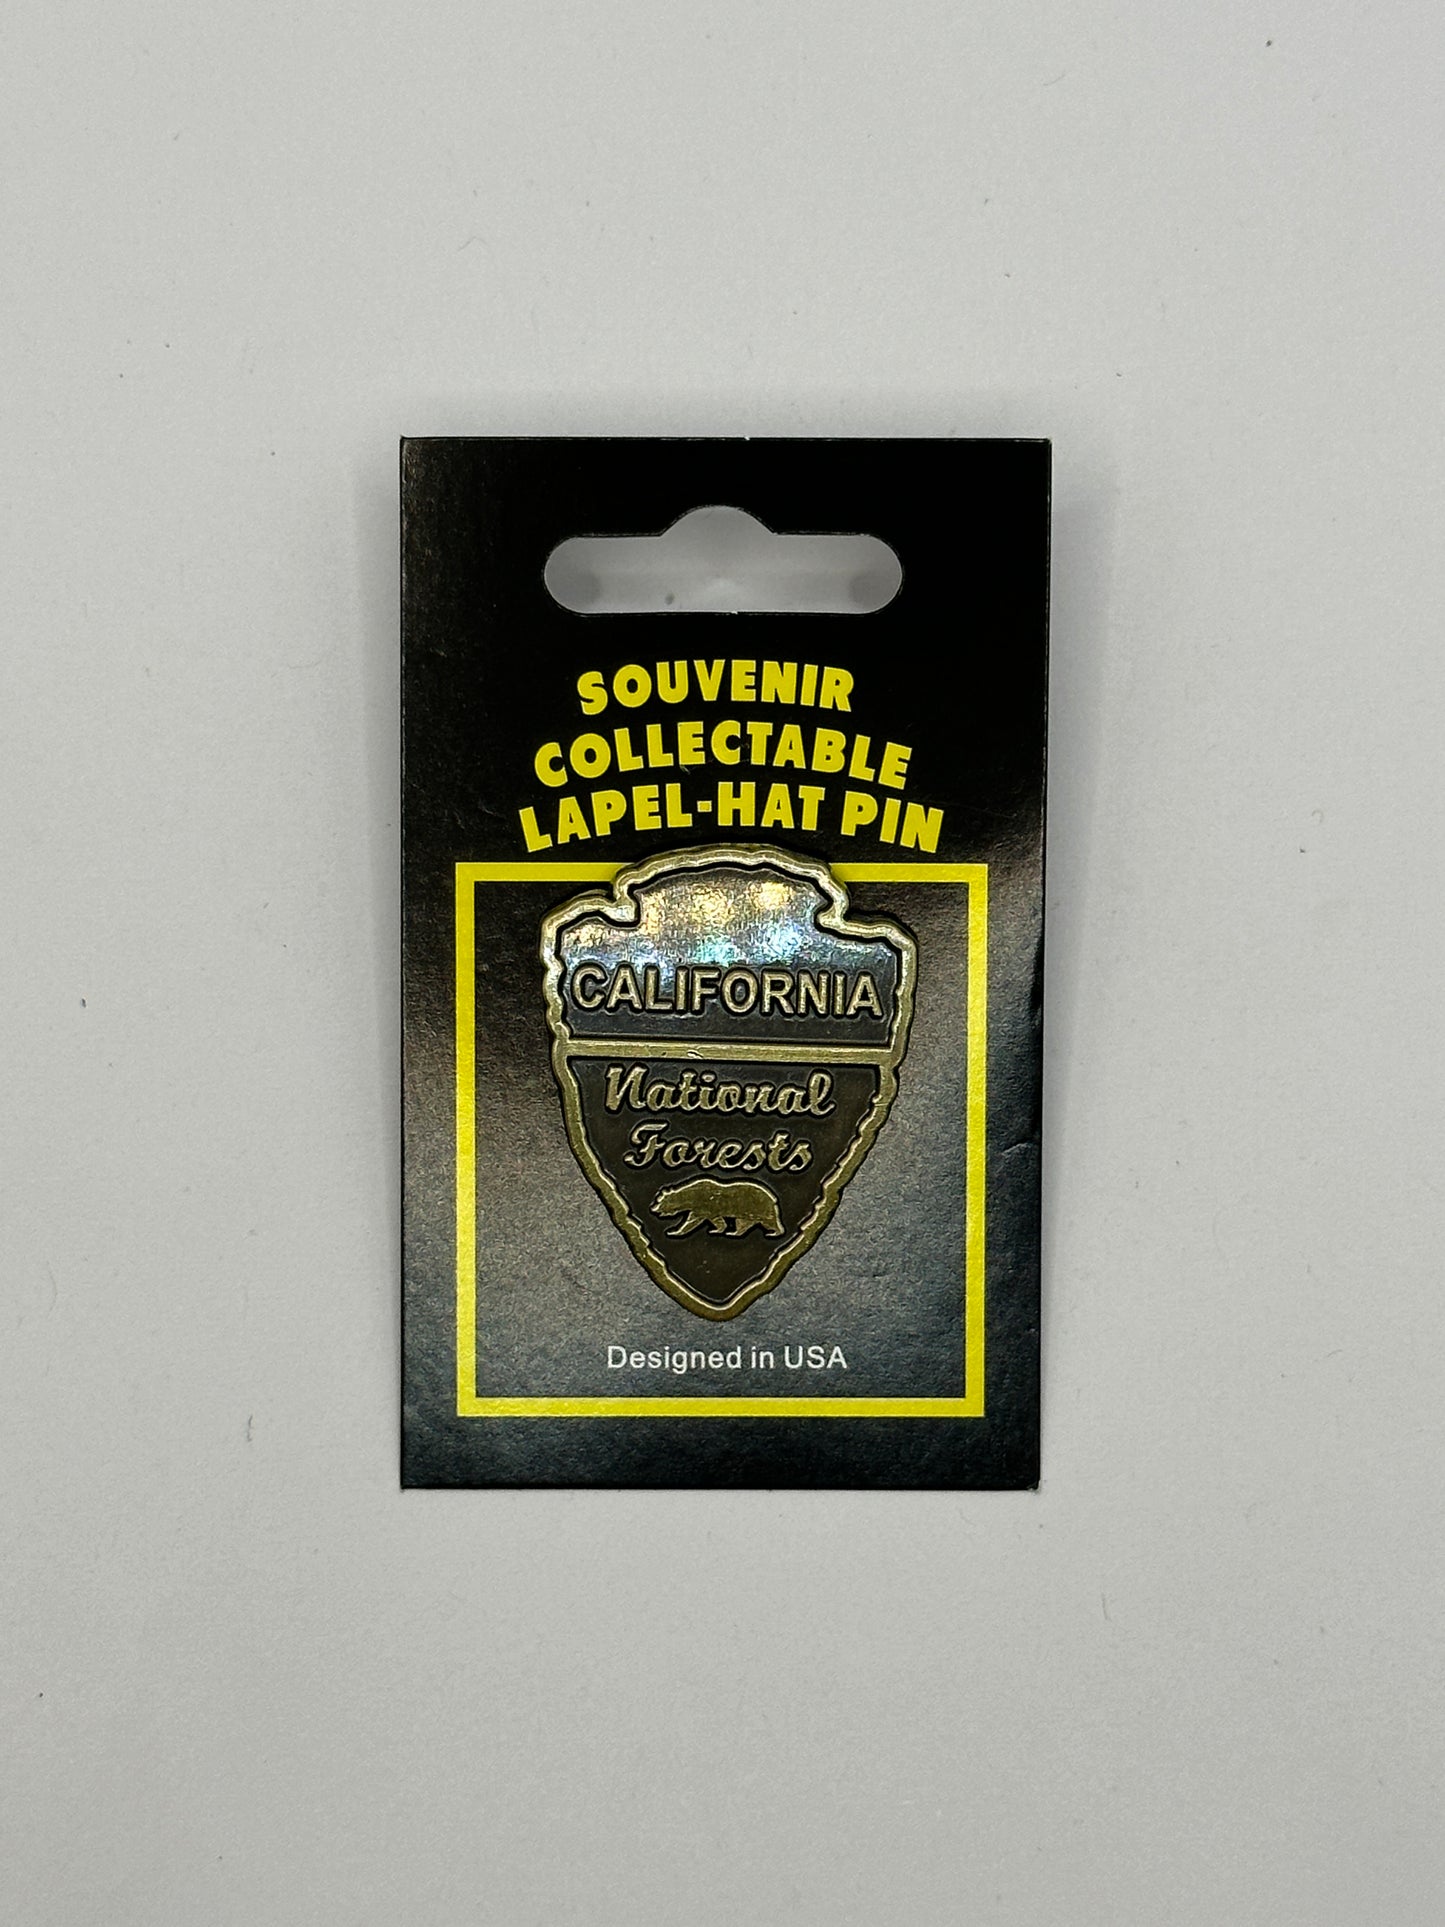 SOUVENIR
COLLECTABLE
LAPEL-HAT PIN
CALIFORNIA
National
Forests
Designed in USA